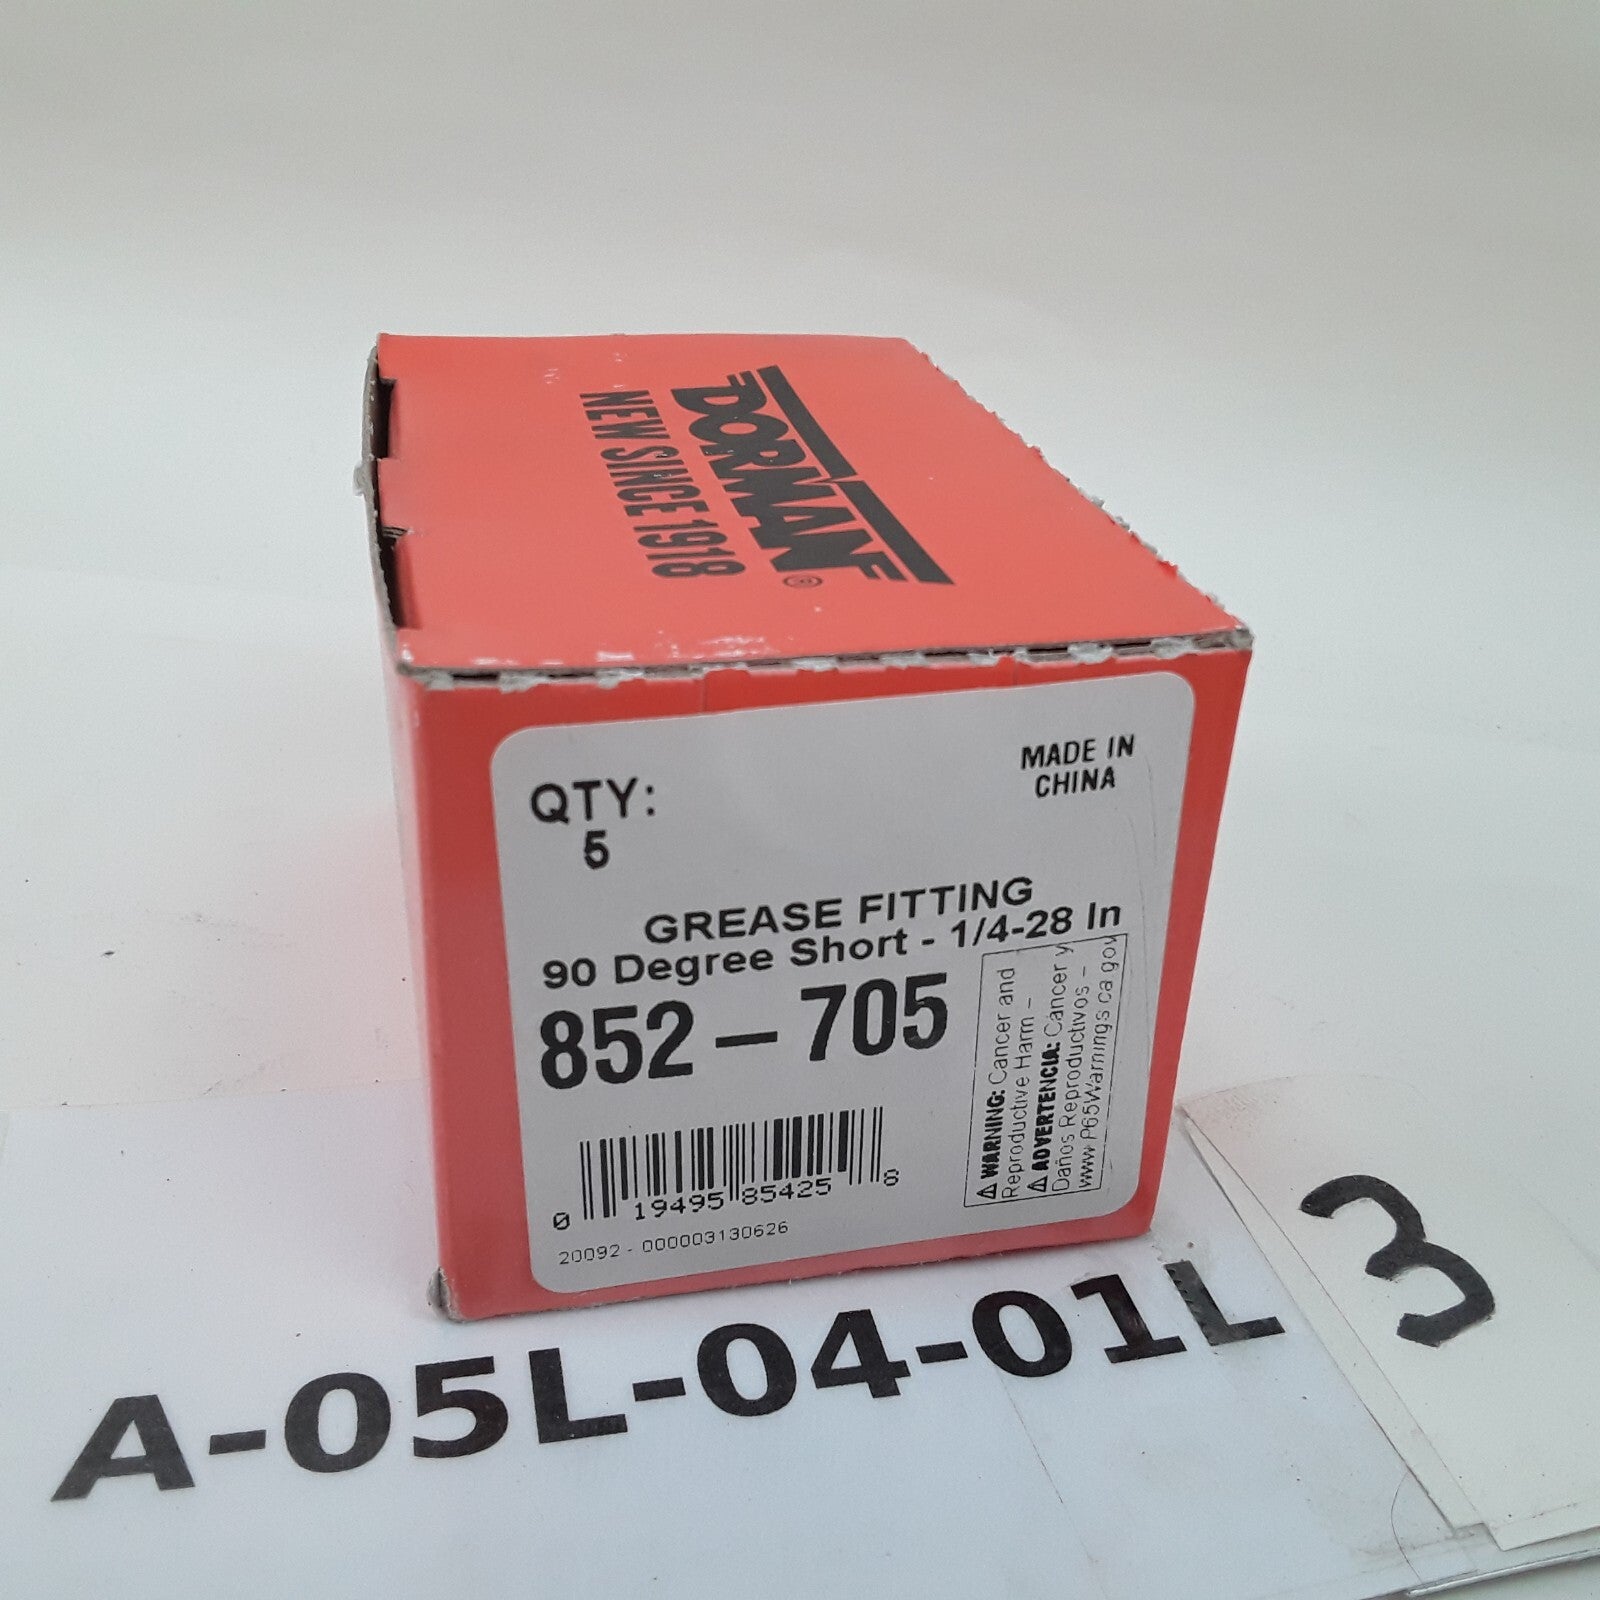 DORMAN®
NEW SINCE 1918
QTY:
5
MADE IN
CHINA
GREASE FITTING
90 Degree Short - 1/4-28 In
852-705
⚠ WARNING: Cancer and
Reproductive Harm -
⚠ ADVERTENCIA: Cáncer y
Daños Reproductivos -
www.P65Warnings.ca.gov
0 19495 85425 8
20092 - 000003130626
A-05L-04-01L
3